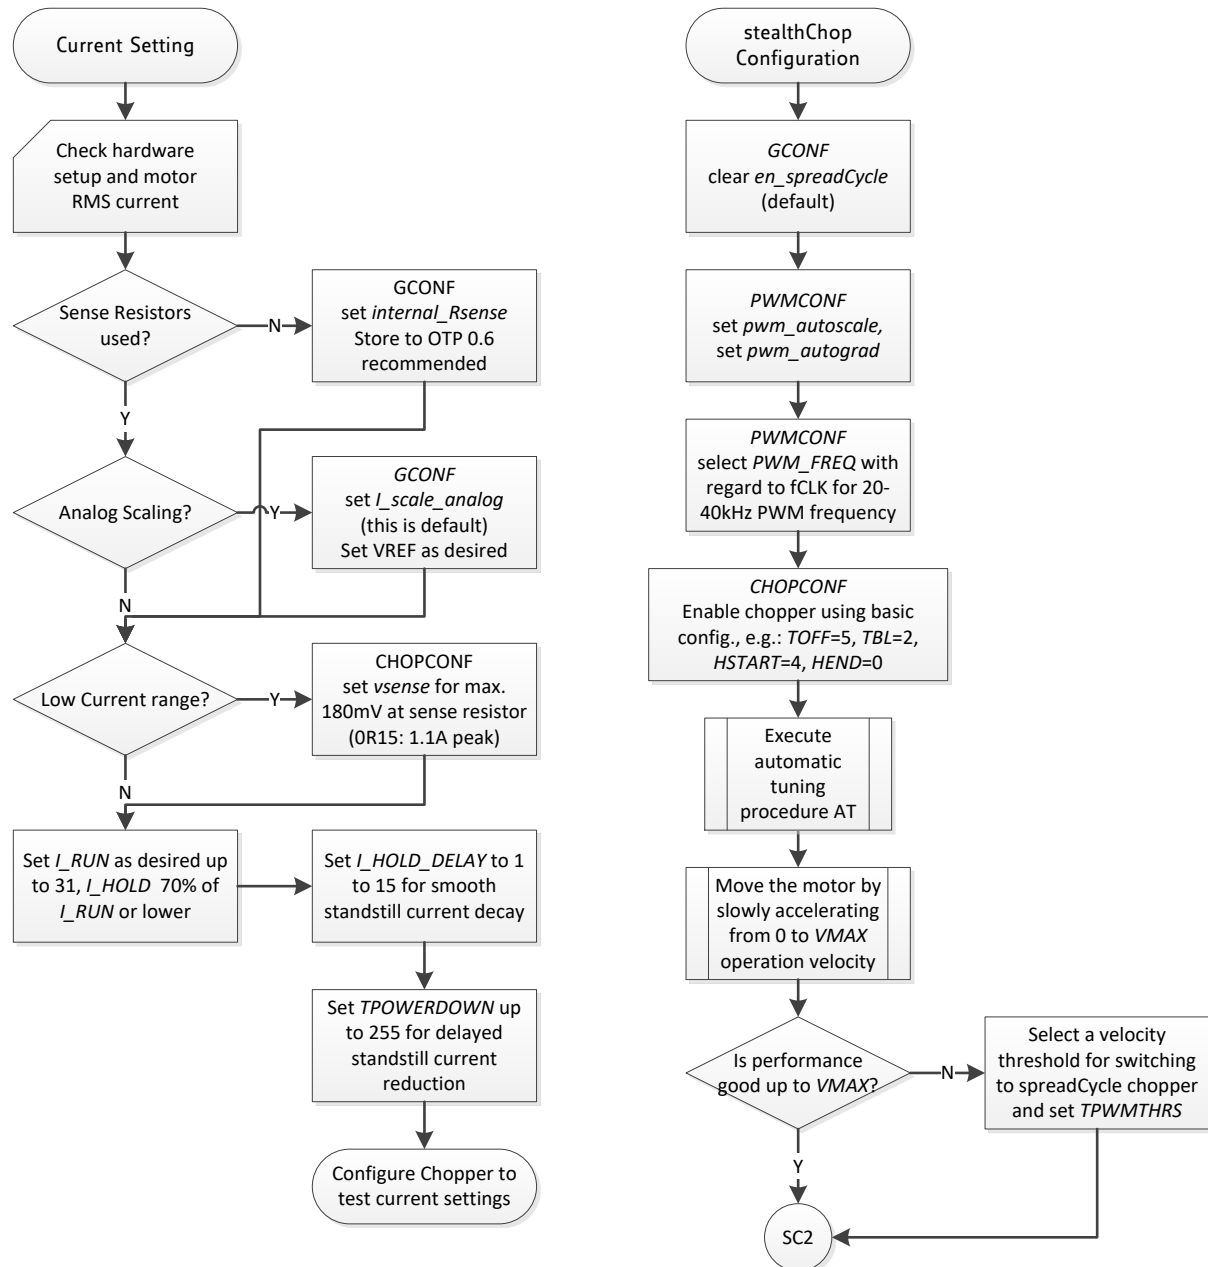 Current Setting
Check hardware
setup and motor
RMS current
Sense Resistors
used?
N
GCONF
set internal_Rsense
Store to OTP 0.6
recommended
Y
Analog Scaling?
Y
GCONF
set I_scale_analog
(this is default)
Set VREF as desired
N
Low Current range?
Y
CHOPCONF
set vsense for max.
180mV at sense resistor
(0R15: 1.1A peak)
N
Set I_RUN as desired up
to 31, I_HOLD 70% of
I_RUN or lower
Set I_HOLD_DELAY to 1
to 15 for smooth
standstill current decay
Set TPOWERDOWN up
to 255 for delayed
standstill current
reduction
Configure Chopper to
test current settings
stealthChop
Configuration
GCONF
clear en_spreadCycle
(default)
PWMCONF
set pwm_autoscale,
set pwm_autograd
PWMCONF
select PWM_FREQ with
regard to fCLK for 20-
40kHz PWM frequency
CHOPCONF
Enable chopper using basic
config., e.g.: TOFF=5, TBL=2,
HSTART=4, HEND=0
Execute
automatic
tuning
procedure AT
Move the motor by
slowly accelerating
from 0 to VMAX
operation velocity
Is performance
good up to VMAX?
N
Select a velocity
threshold for switching
to spreadCycle chopper
and set TPWMTHRS
Y
SC2